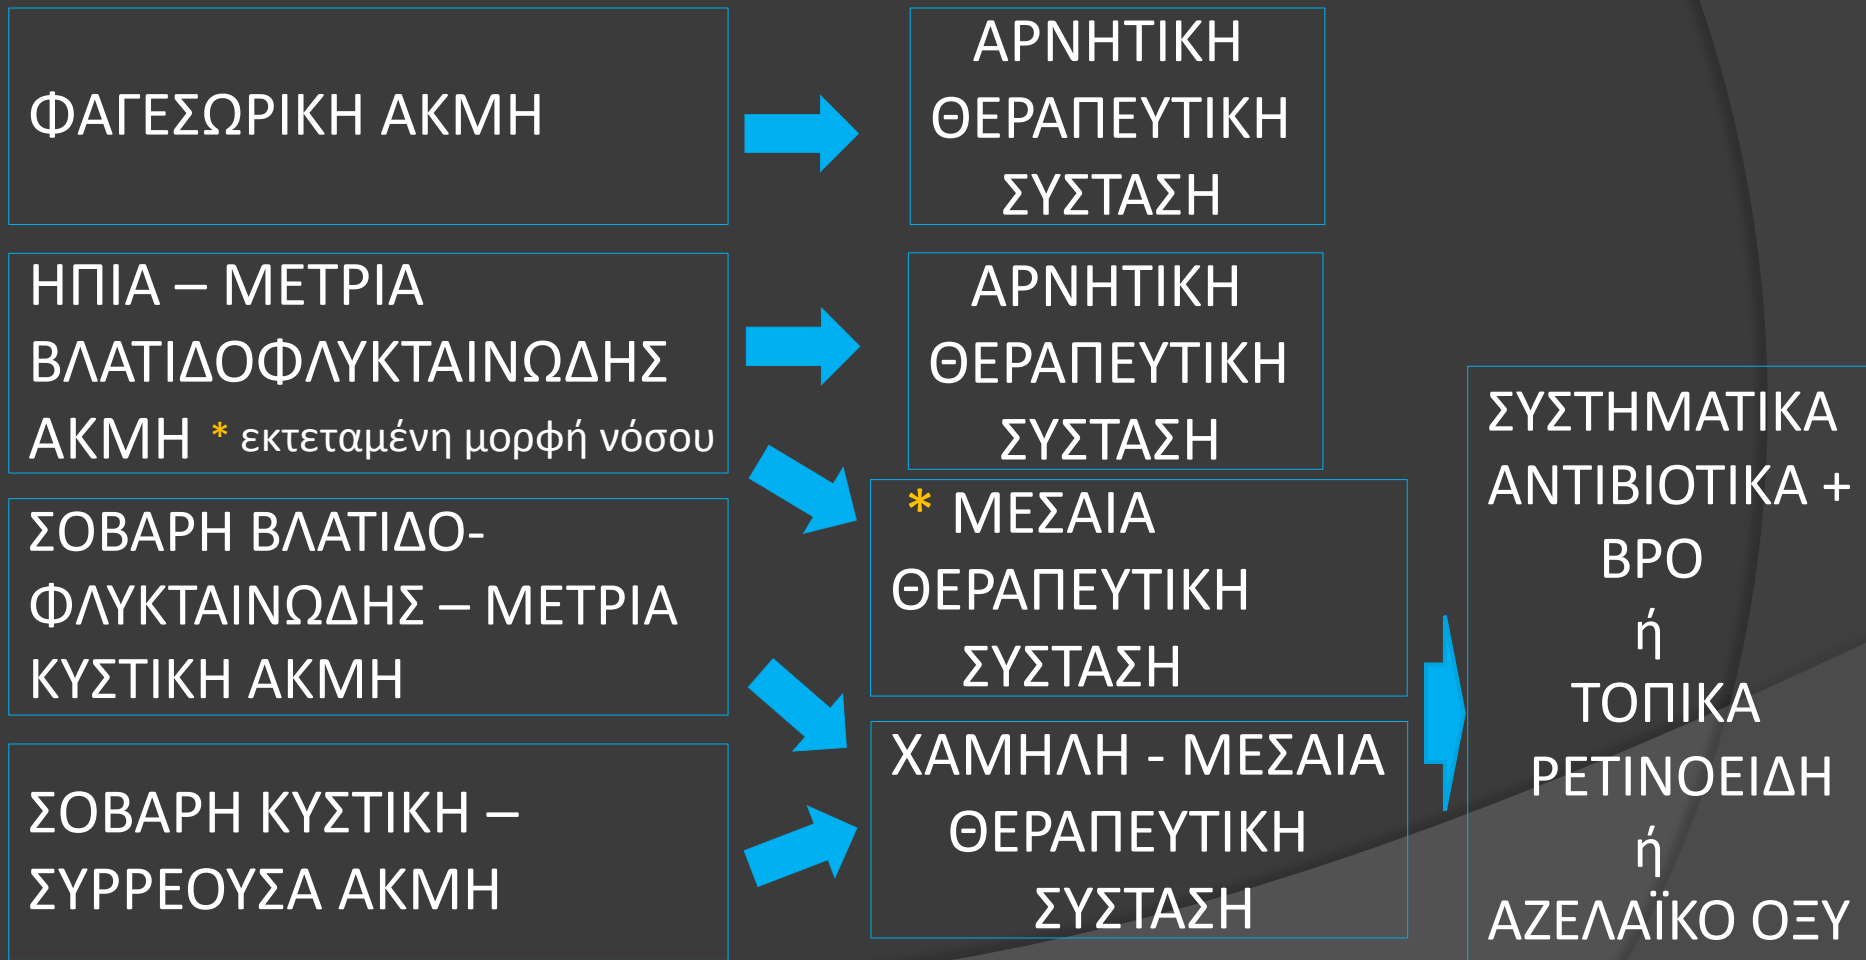 ΦΑΓΕΣΩΡΙΚΗ ΑΚΜΗ
ΑΡΝΗΤΙΚΗ
ΘΕΡΑΠΕΥΤΙΚΗ
ΣΥΣΤΑΣΗ
ΗΠΙΑ – ΜΕΤΡΙΑ
ΒΛΑΤΙΔΟΦΛΥΚΤΑΙΝΩΔΗΣ
ΑΚΜΗ * εκτεταμένη μορφή νόσου
ΑΡΝΗΤΙΚΗ
ΘΕΡΑΠΕΥΤΙΚΗ
ΣΥΣΤΑΣΗ
ΣΟΒΑΡΗ ΒΛΑΤΙΔΟ-
ΦΛΥΚΤΑΙΝΩΔΗΣ – ΜΕΤΡΙΑ
ΚΥΣΤΙΚΗ ΑΚΜΗ
* ΜΕΣΑΙΑ
ΘΕΡΑΠΕΥΤΙΚΗ
ΣΥΣΤΑΣΗ
ΣΟΒΑΡΗ ΚΥΣΤΙΚΗ –
ΣΥΡΡΕΟΥΣΑ ΑΚΜΗ
ΧΑΜΗΛΗ - ΜΕΣΑΙΑ
ΘΕΡΑΠΕΥΤΙΚΗ
ΣΥΣΤΑΣΗ
ΣΥΣΤΗΜΑΤΙΚΑ
ΑΝΤΙΒΙΟΤΙΚΑ +
BPO
ή
ΤΟΠΙΚΑ
ΡΕΤΙΝΟΕΙΔΗ
ή
ΑΖΕΛΑΪΚΟ ΟΞΥ